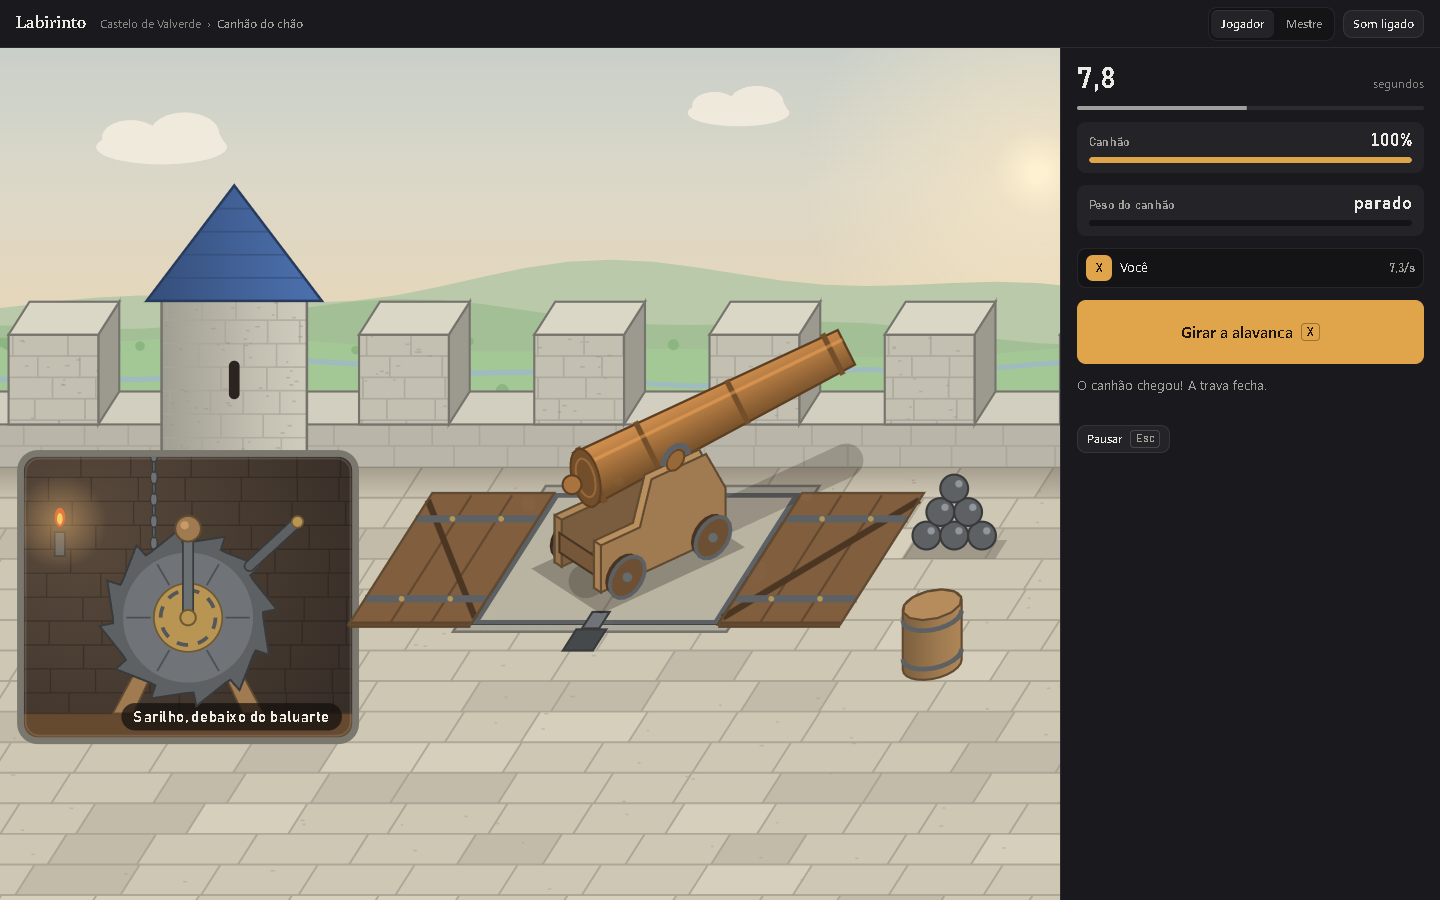 Labirinto Castelo de Valverde › Canhão do chão Jogador Mestre Som ligado
7,8 segundos
Canhão 100%
Peso do canhão parado
X Você 7,3/s
Girar a alavanca X
O canhão chegou! A trava fecha.
Pausar Esc
Sarilho, debaixo do baluarte